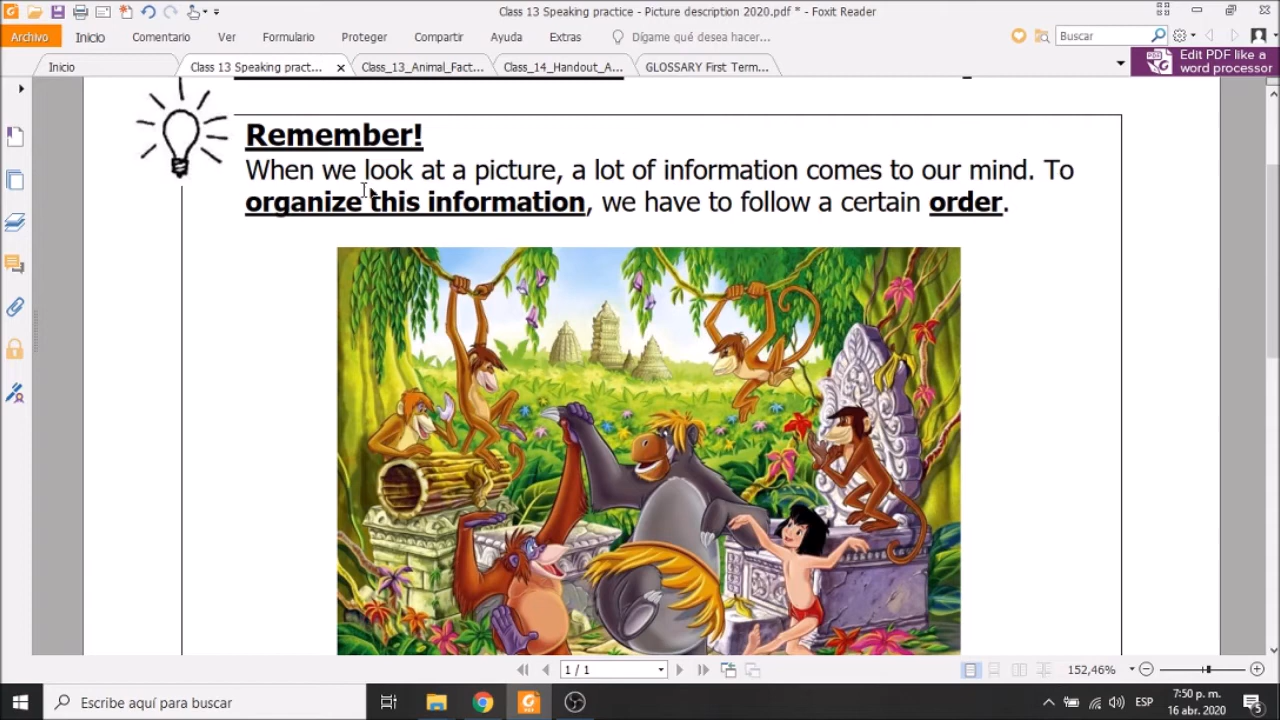 Class 13 Speaking practice - Picture description 2020.pdf * - Foxit Reader
Archivo Inicio Comentario Ver Formulario Proteger Compartir Ayuda Extras Dígame qué desea hacer... Buscar
Inicio Class 13 Speaking pract... Class_13_Animal_Fact... Class_14_Handout_A... GLOSSARY First Term... Edit PDF like a
word processor
Remember!
When we look at a picture, a lot of information comes to our mind. To
organize this information, we have to follow a certain order.
1 / 1 152,46%
Escribe aquí para buscar ESP 7:50 p. m.
16 abr. 2020 5